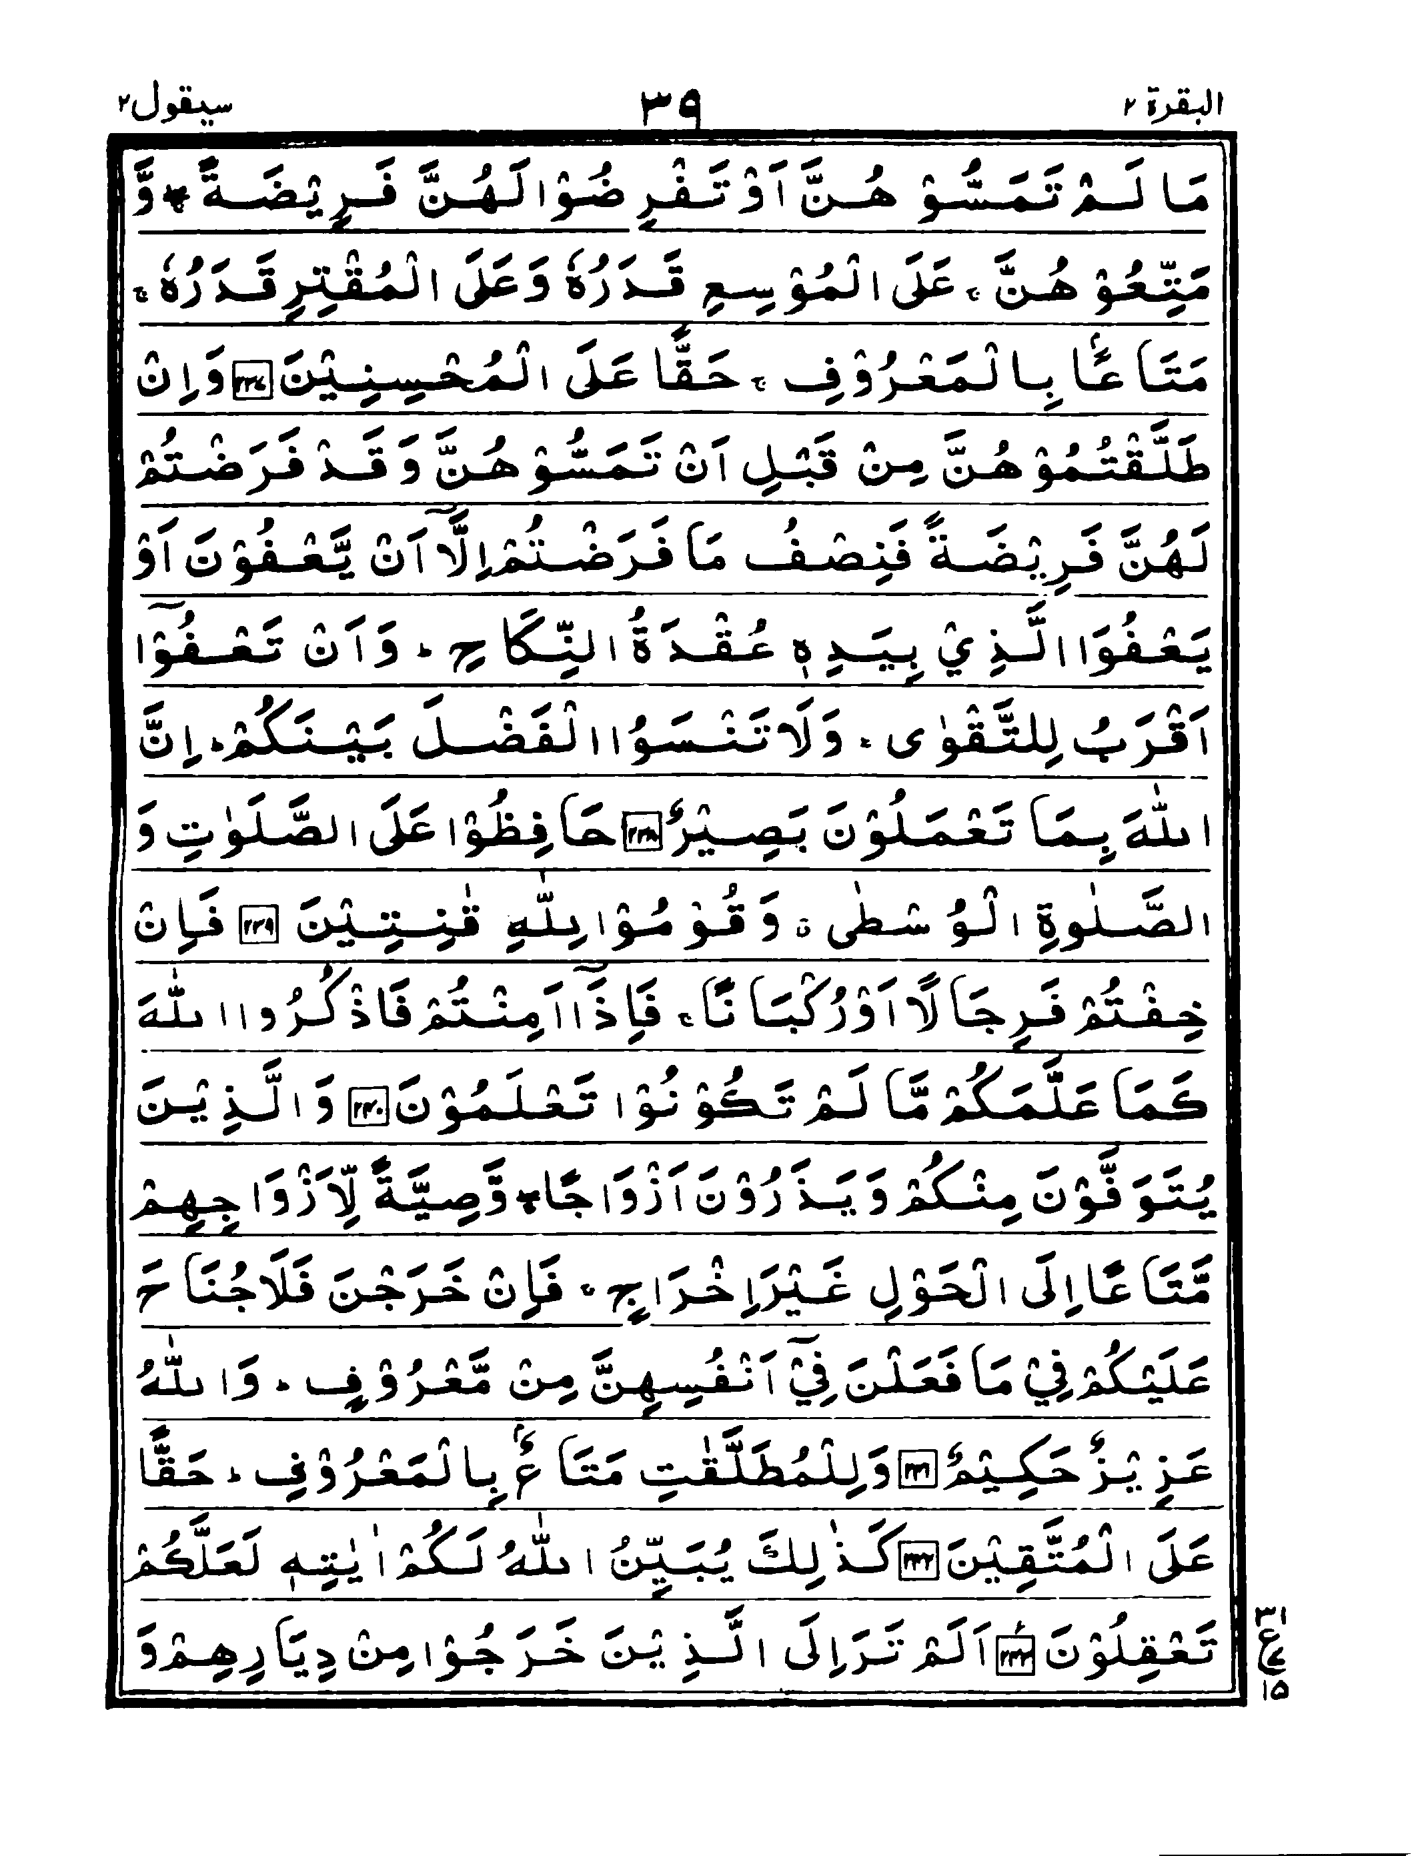 البقرة ٢
٣٩
سيقول ٢
مَا لَمْ تَمَسُّوْ هُنَّ اَوْ تَفْرِضُوْا لَهُنَّ فَرِيْضَةً ۖۚ وَّ
مَتِّعُوْ هُنَّ ۚ عَلَى الْمُوْسِعِ قَدَرُهٗ وَعَلَى الْمُقْتِرِ قَدَرُهٗ ۚ
مَتَاعًۢا بِالْمَعْرُوْفِ ۚ حَقًّا عَلَى الْمُحْسِنِيْنَ ٢٣٧ وَاِنْ
طَلَّقْتُمُوْهُنَّ مِنْ قَبْلِ اَنْ تَمَسُّوْهُنَّ وَقَدْ فَرَضْتُمْ
لَهُنَّ فَرِيْضَةً فَنِصْفُ مَا فَرَضْتُمْ اِلَّآ اَنْ يَّعْفُوْنَ اَوْ
يَعْفُوَا الَّذِيْ بِيَدِهٖ عُقْدَةُ النِّكَاحِ ؕ وَاَنْ تَعْفُوْٓا
اَقْرَبُ لِلتَّقْوٰى ؕ وَلَا تَنْسَوُا الْفَضْلَ بَيْنَكُمْ ؕ اِنَّ
اللّٰهَ بِمَا تَعْمَلُوْنَ بَصِيْرٌ ٢٣٨ حَافِظُوْا عَلَى الصَّلَوٰتِ وَ
الصَّلٰوةِ الْوُسْطٰى ۃ وَقُوْمُوْا لِلّٰهِ قٰنِتِيْنَ ٢٣٩ فَاِنْ
خِفْتُمْ فَرِجَالًا اَوْ رُكْبَانًا ۚ فَاِذَآ اَمِنْتُمْ فَاذْكُرُوا اللّٰهَ
كَمَا عَلَّمَكُمْ مَّا لَمْ تَكُوْنُوْا تَعْلَمُوْنَ ٢٤٠ وَالَّذِيْنَ
يُتَوَفَّوْنَ مِنْكُمْ وَيَذَرُوْنَ اَزْوَاجًا ۖۚ وَّصِيَّةً لِّاَزْوَاجِهِمْ
مَّتَاعًا اِلَى الْحَوْلِ غَيْرَ اِخْرَاجٍ ۚ فَاِنْ خَرَجْنَ فَلَا جُنَاحَ
عَلَيْكُمْ فِيْ مَا فَعَلْنَ فِيْٓ اَنْفُسِهِنَّ مِنْ مَّعْرُوْفٍ ؕ وَاللّٰهُ
عَزِيْزٌ حَكِيْمٌ ٢٤١ وَلِلْمُطَلَّقٰتِ مَتَاعٌۢ بِالْمَعْرُوْفِ ؕ حَقًّا
عَلَى الْمُتَّقِيْنَ ٢٤٢ كَذٰلِكَ يُبَيِّنُ اللّٰهُ لَكُمْ اٰيٰتِهٖ لَعَلَّكُمْ
تَعْقِلُوْنَ ٢٤٣ اَلَمْ تَرَ اِلَى الَّذِيْنَ خَرَجُوْا مِنْ دِيَارِهِمْ وَ
٣١
ع
١٥